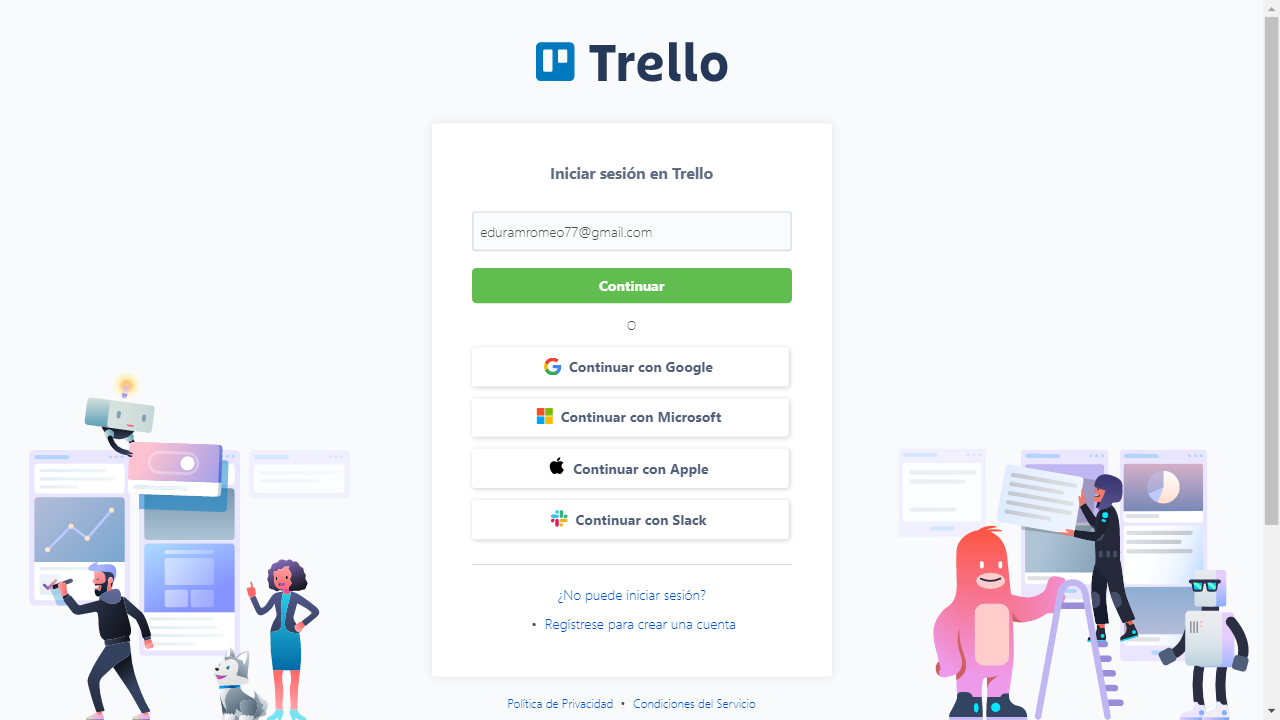 Trello
Iniciar sesión en Trello
eduramromeo77@gmail.com
Continuar
O
Continuar con Google
Continuar con Microsoft
Continuar con Apple
Continuar con Slack
¿No puede iniciar sesión?
• Regístrese para crear una cuenta
Política de Privacidad • Condiciones del Servicio